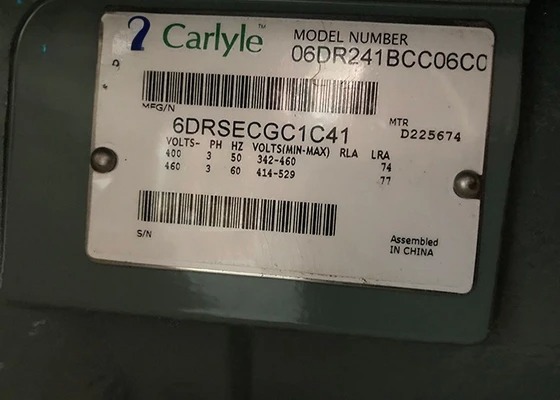 Carlyle™
MODEL NUMBER
06DR241BCC06C0
MFG/N
6DRSECGC1C41
MTR
D225674
VOLTS- PH HZ VOLTS(MIN-MAX) RLA LRA
400 3 50 342-460 74
460 3 60 414-529 77
S/N
Assembled
IN CHINA